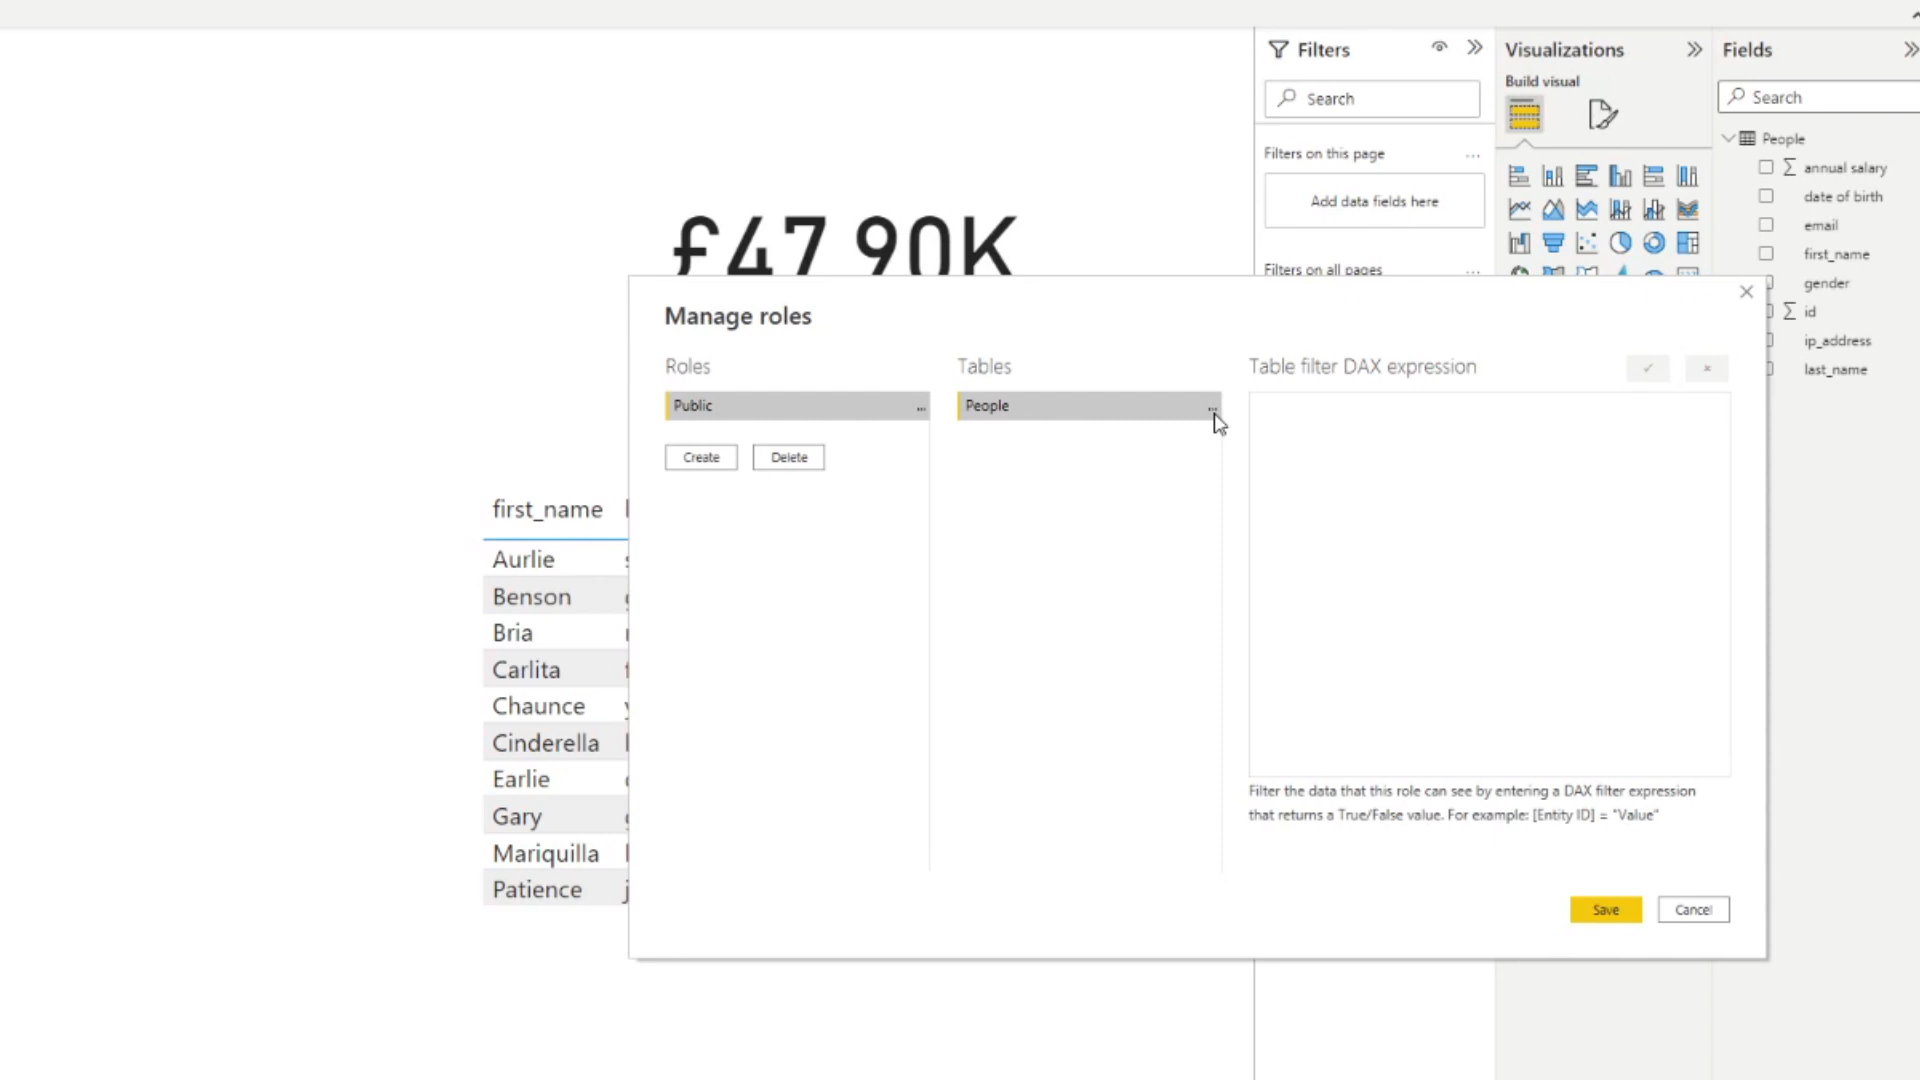 Filters
Search
Filters on this page
...
Add data fields here
Filters on all pages
...
Visualizations
Build visual
Fields
Search
People
annual salary
date of birth
email
first_name
gender
id
ip_address
last_name
£47.90K
first_name
Aurlie
Benson
Bria
Carlita
Chaunce
Cinderella
Earlie
Gary
Mariquilla
Patience
Manage roles
Roles
Public ...
Create Delete
Tables
People ...
Table filter DAX expression
Filter the data that this role can see by entering a DAX filter expression
that returns a True/False value. For example: [Entity ID] = "Value"
Save Cancel